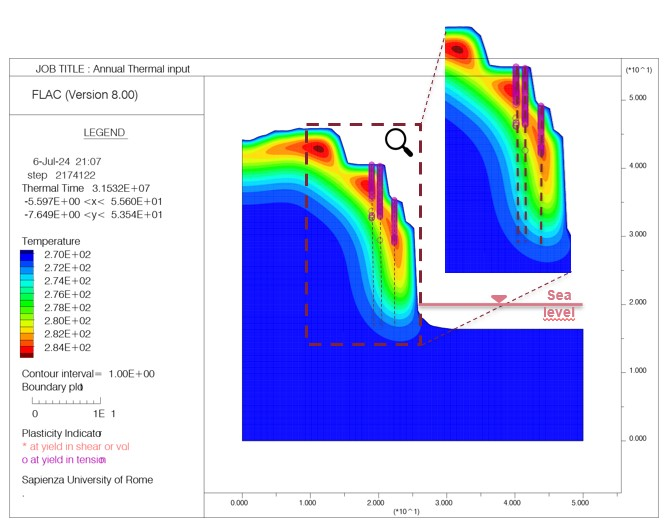 JOB TITLE : Annual Thermal input
FLAC (Version 8.00)
LEGEND
6-Jul-24 21:07
step 2174122
Thermal Time 3.1532E+07
-5.597E+00 <x< 5.560E+01
-7.649E+00 <y< 5.354E+01
Temperature
2.70E+02
2.72E+02
2.74E+02
2.76E+02
2.78E+02
2.80E+02
2.82E+02
2.84E+02
Contour interval= 1.00E+00
Boundary plot
0 1E 1
Plasticity Indicator
* at yield in shear or vol
o at yield in tension
Sapienza University of Rome
.
Sea
level
(*10^1)
5.000
4.000
3.000
2.000
1.000
0.000
0.000 1.000 2.000 3.000 4.000 5.000
(*10^1)